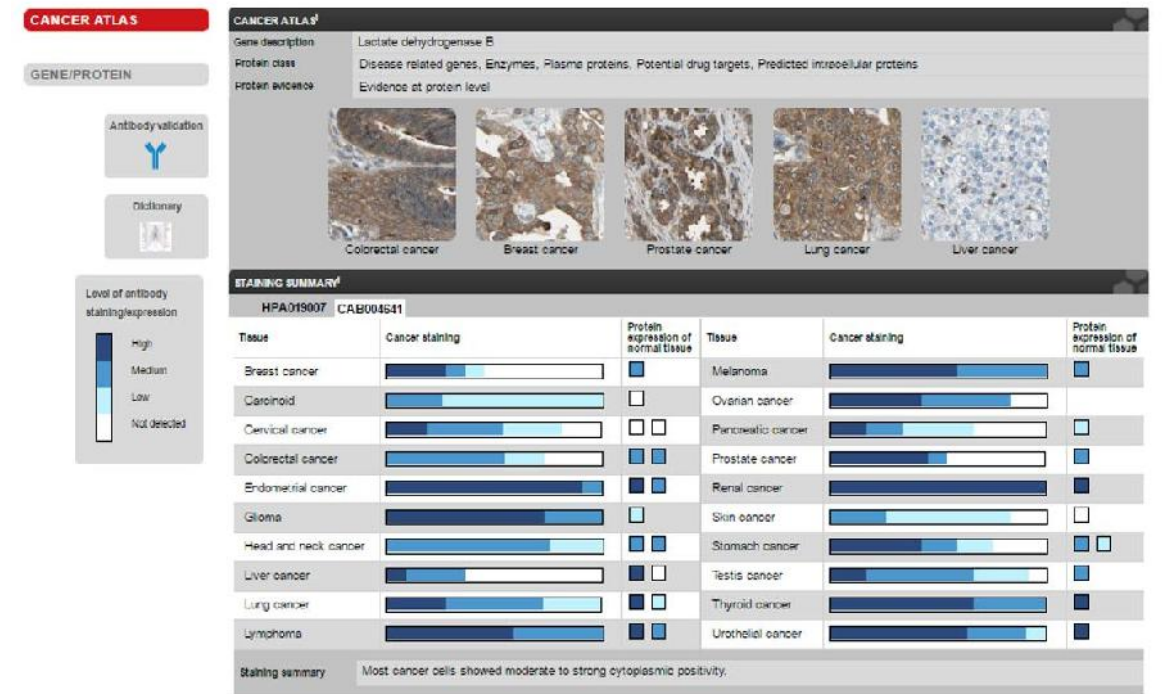 CANCER ATLAS
GENE/PROTEIN
Antibody validation
Dictionary
Level of antibody
staining/expression
High
Medium
Low
Not detected
CANCER ATLAS
Gene description Lactate dehydrogenase B
Protein class Disease related genes, Enzymes, Plasma proteins, Potential drug targets, Predicted intracellular proteins
Protein evidence Evidence at protein level
Colorectal cancer Breast cancer Prostate cancer Lung cancer Liver cancer
STAINING SUMMARY
HPA019007 CAB004641
Tissue Cancer staining Protein expression of normal tissue Tissue Cancer staining Protein expression of normal tissue
Breast cancer Melanoma
Carcinoid Ovarian cancer
Cervical cancer Pancreatic cancer
Colorectal cancer Prostate cancer
Endometrial cancer Renal cancer
Glioma Skin cancer
Head and neck cancer Stomach cancer
Liver cancer Testis cancer
Lung cancer Thyroid cancer
Lymphoma Urothelial cancer
Staining summary Most cancer cells showed moderate to strong cytoplasmic positivity.